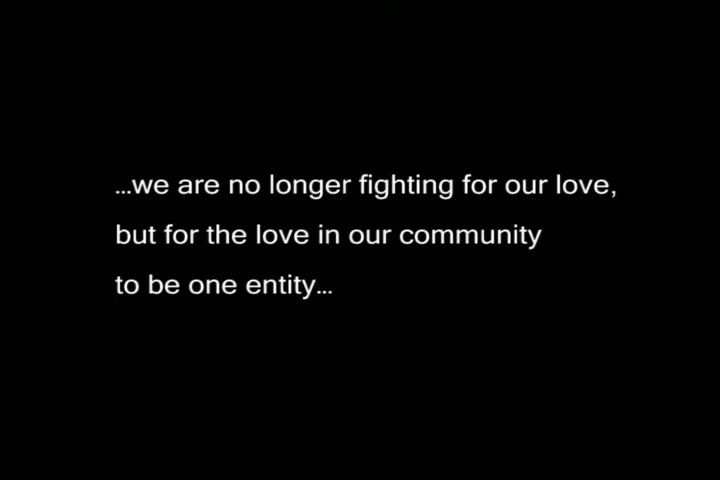 ...we are no longer fighting for our love,
but for the love in our community
to be one entity...